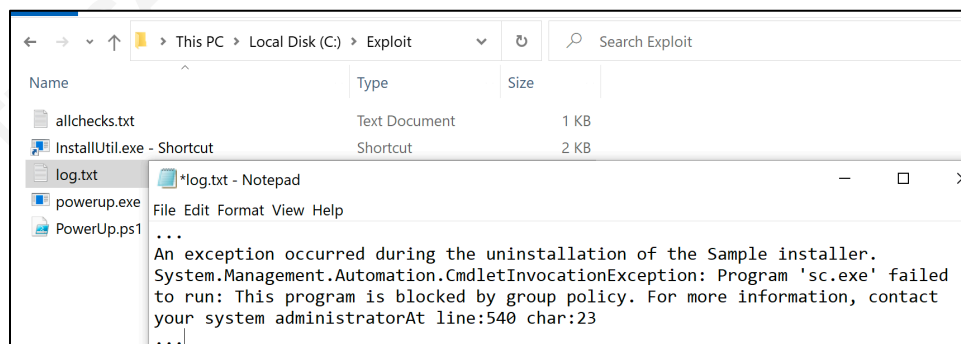 This PC > Local Disk (C:) > Exploit
Search Exploit
Name Type Size
allchecks.txt Text Document 1 KB
InstallUtil.exe - Shortcut Shortcut 2 KB
log.txt
powerup.exe
PowerUp.ps1
*log.txt - Notepad
File Edit Format View Help
...
An exception occurred during the uninstallation of the Sample installer.
System.Management.Automation.CmdletInvocationException: Program 'sc.exe' failed
to run: This program is blocked by group policy. For more information, contact
your system administratorAt line:540 char:23
...